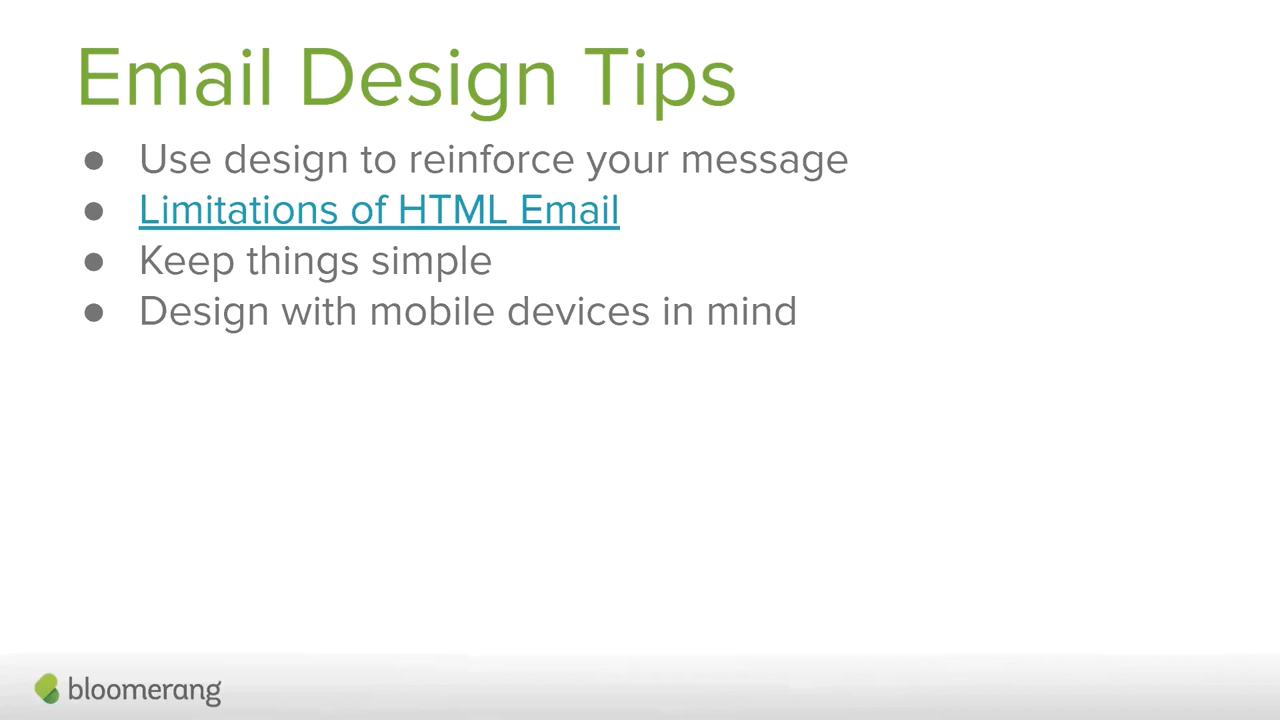 Email Design Tips
● Use design to reinforce your message
● Limitations of HTML Email
● Keep things simple
● Design with mobile devices in mind
bloomerang